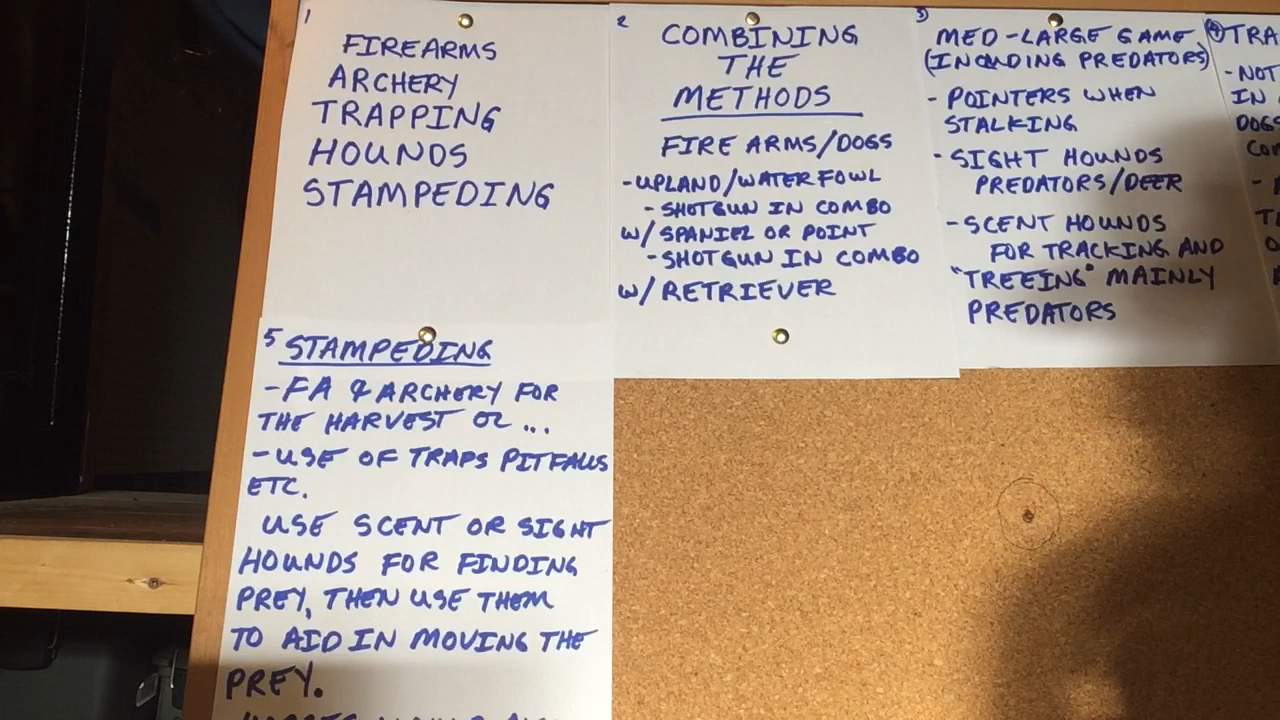 1
FIREARMS
ARCHERY
TRAPPING
HOUNDS
STAMPEDING
2
COMBINING
THE
METHODS
FIRE ARMS/DOGS
-UPLAND/WATERFOWL
-SHOTGUN IN COMBO
W/ SPANIEL OR POINT
-SHOTGUN IN COMBO
W/ RETRIEVER
3
MED-LARGE GAME
(INCLUDING PREDATORS)
- POINTERS WHEN
STALKING
- SIGHT HOUNDS
PREDATORS/DEER
- SCENT HOUNDS
FOR TRACKING AND
"TREEING" MAINLY
PREDATORS
4 TRA
- NOT
IN
DOGS
CO
5 STAMPEDING
- FA & ARCHERY FOR
THE HARVEST OR ...
- USE OF TRAPS PITFALLS
ETC.
USE SCENT OR SIGHT
HOUNDS FOR FINDING
PREY, THEN USE THEM
TO AID IN MOVING THE
PREY.